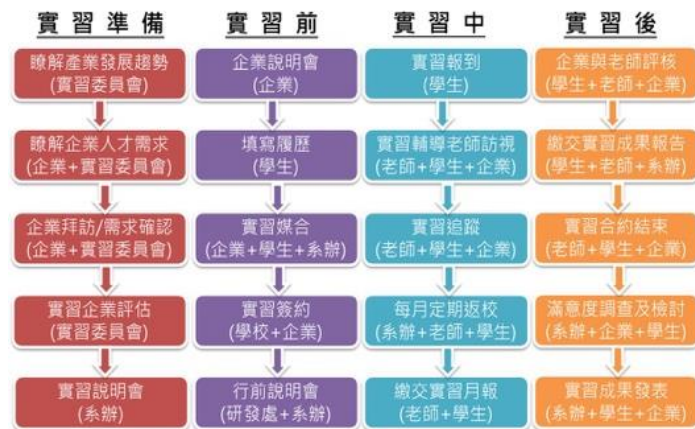 實習準備
瞭解產業發展趨勢
(實習委員會)
瞭解企業人才需求
(企業+實習委員會)
企業拜訪/需求確認
(企業+實習委員會)
實習企業評估
(實習委員會)
實習說明會
(系辦)
實習前
企業說明會
(企業)
填寫履歷
(學生)
實習媒合
(企業+學生+系辦)
實習簽約
(學校+企業)
行前說明會
(研發處+系辦)
實習中
實習報到
(學生)
實習輔導老師訪視
(老師+學生+企業)
實習追蹤
(老師+學生+企業)
每月定期返校
(系辦+老師+學生)
繳交實習月報
(老師+學生)
實習後
企業與老師評核
(學生+老師+企業)
繳交實習成果報告
(學生+老師+系辦)
實習合約結束
(老師+學生+企業)
滿意度調查及檢討
(系辦+企業+學生)
實習成果發表
(系辦+學生+企業)